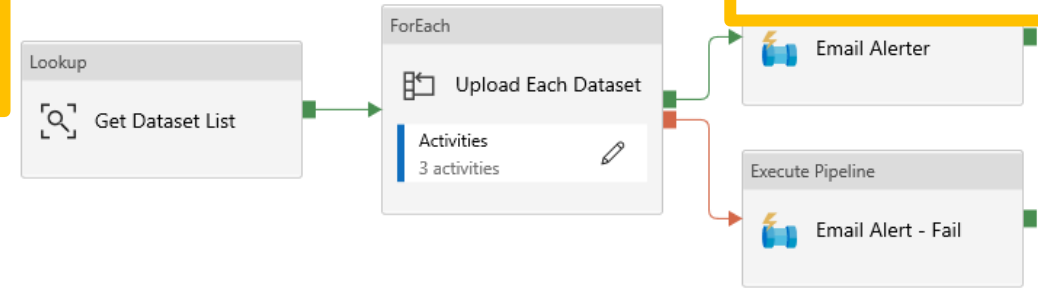 Lookup
Get Dataset List
ForEach
Upload Each Dataset
Activities
3 activities
Email Alerter
Execute Pipeline
Email Alert - Fail